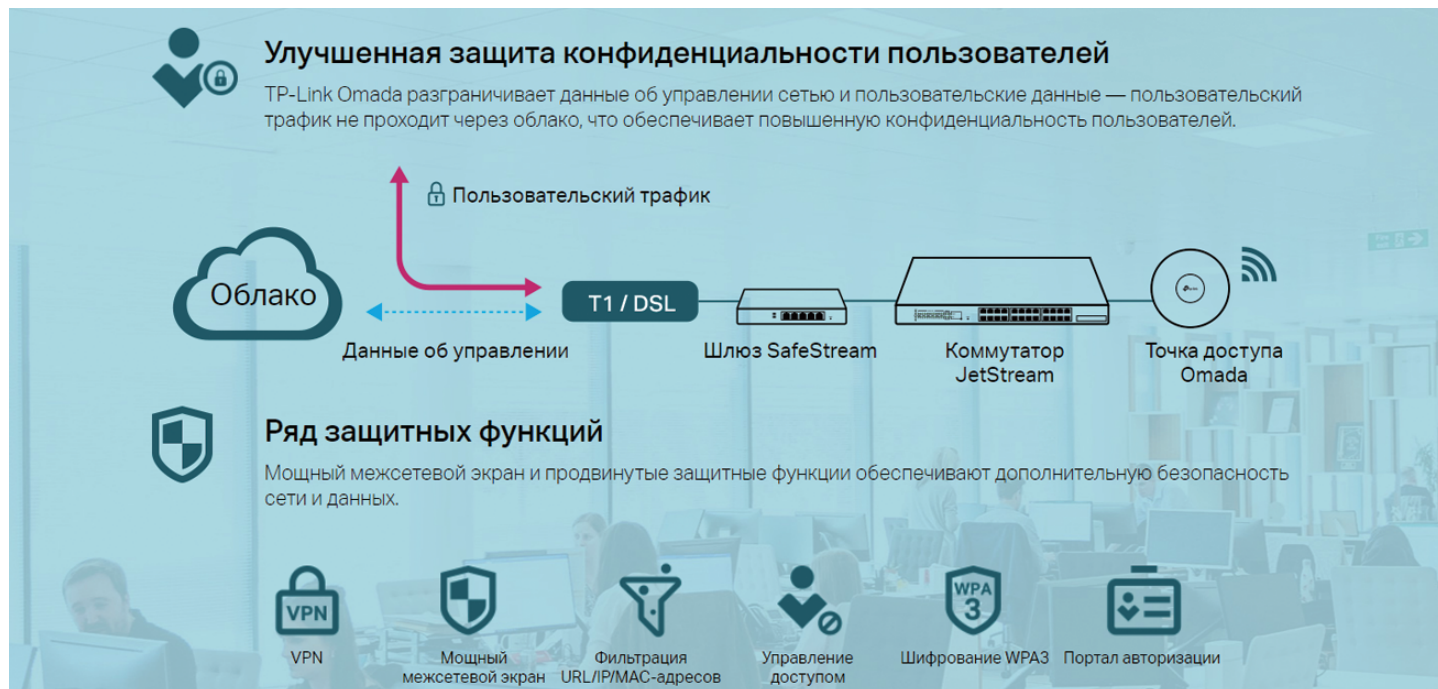 Улучшенная защита конфиденциальности пользователей
TP-Link Omada разграничивает данные об управлении сетью и пользовательские данные — пользовательский
трафик не проходит через облако, что обеспечивает повышенную конфиденциальность пользователей.
Пользовательский трафик
Облако
T1 / DSL
Данные об управлении
Шлюз SafeStream
Коммутатор
JetStream
Точка доступа
Omada
Ряд защитных функций
Мощный межсетевой экран и продвинутые защитные функции обеспечивают дополнительную безопасность
сети и данных.
VPN
WPA
3
VPN
Мощный
межсетевой экран
Фильтрация
URL/IP/MAC-адресов
Управление
доступом
Шифрование WPA3
Портал авторизации